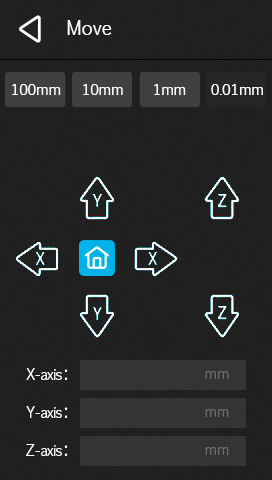 Move
100mm 10mm 1mm 0.01mm
Y Z
X X
Y Z
X-axis: mm
Y-axis: mm
Z-axis: mm